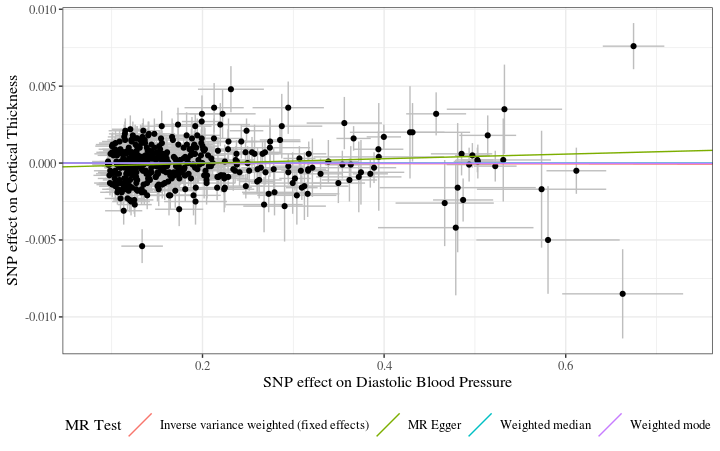 0.010
0.005
0.000
-0.005
-0.010
SNP effect on Cortical Thickness
0.2
0.4
0.6
SNP effect on Diastolic Blood Pressure
MR Test
Inverse variance weighted (fixed effects)
MR Egger
Weighted median
Weighted mode